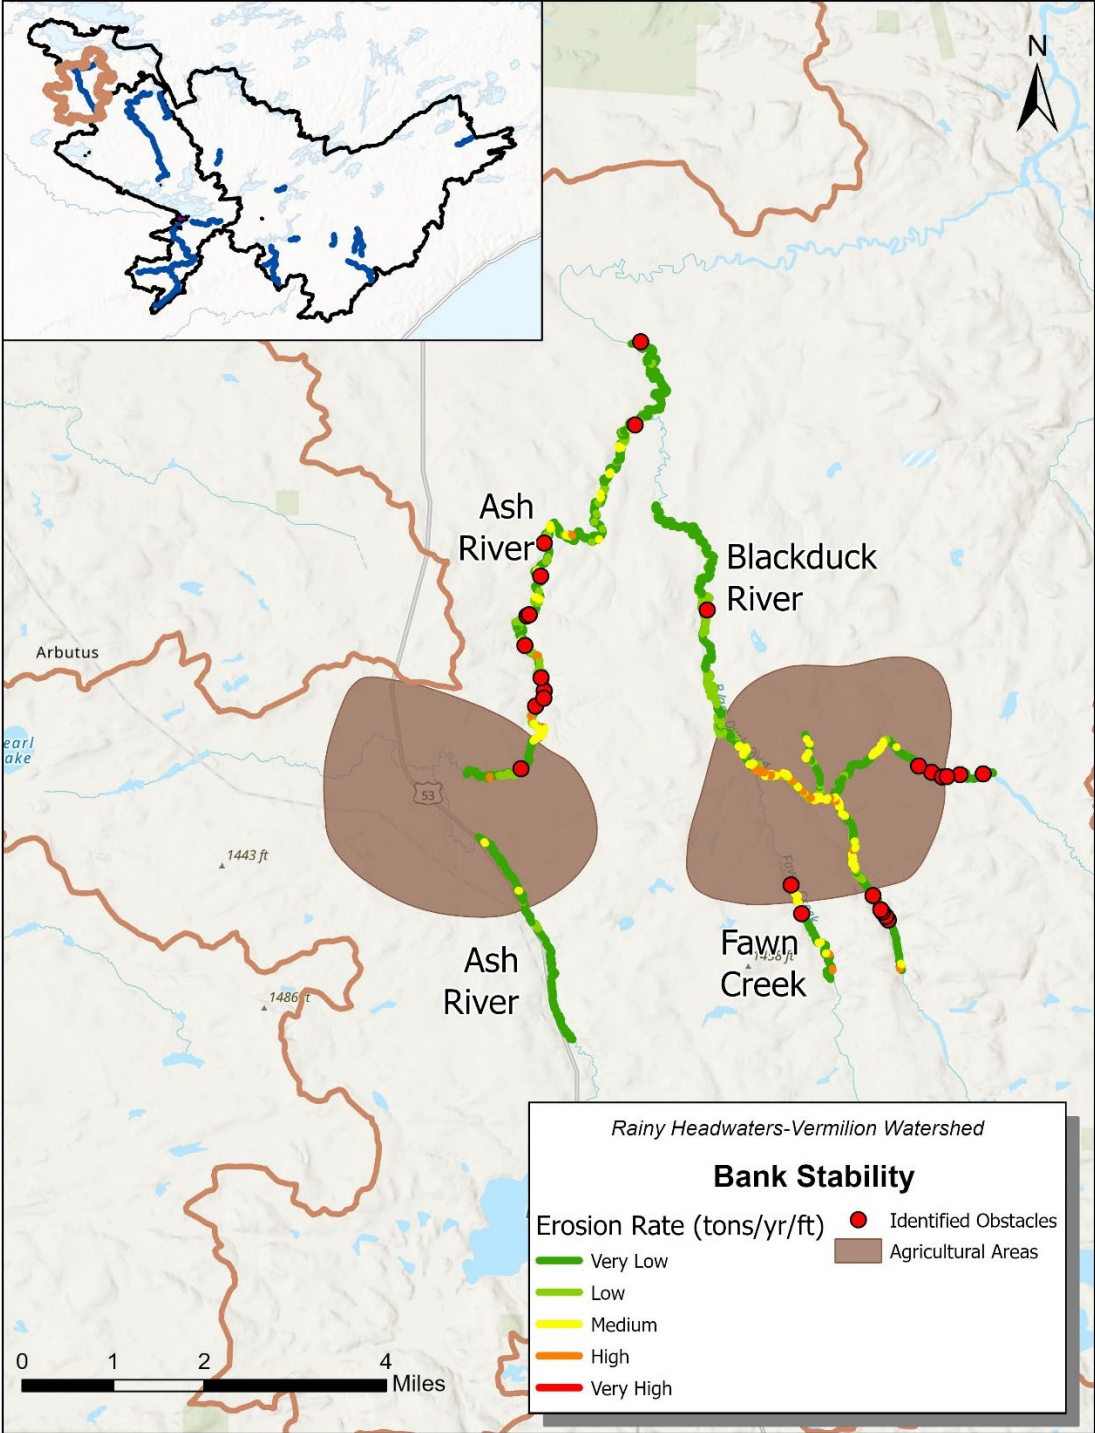 N
Ash
River
Blackduck
River
Arbutus
earl
ake
53
1443 ft
Fawn
Creek
Ash
River
1486 ft
Rainy Headwaters-Vermilion Watershed
Bank Stability
Erosion Rate (tons/yr/ft)
Very Low
Low
Medium
High
Very High
Identified Obstacles
Agricultural Areas
0 1 2 4
Miles